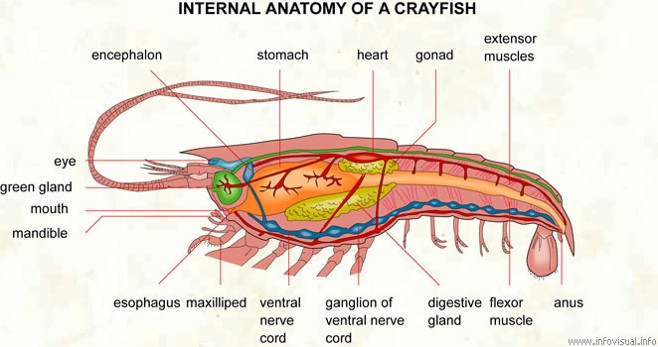 INTERNAL ANATOMY OF A CRAYFISH
encephalon
stomach
heart
gonad
extensor
muscles
eye
green gland
mouth
mandible
esophagus
maxilliped
ventral
nerve
cord
ganglion of
ventral nerve
cord
digestive
gland
flexor
muscle
anus
www.infovisual.info